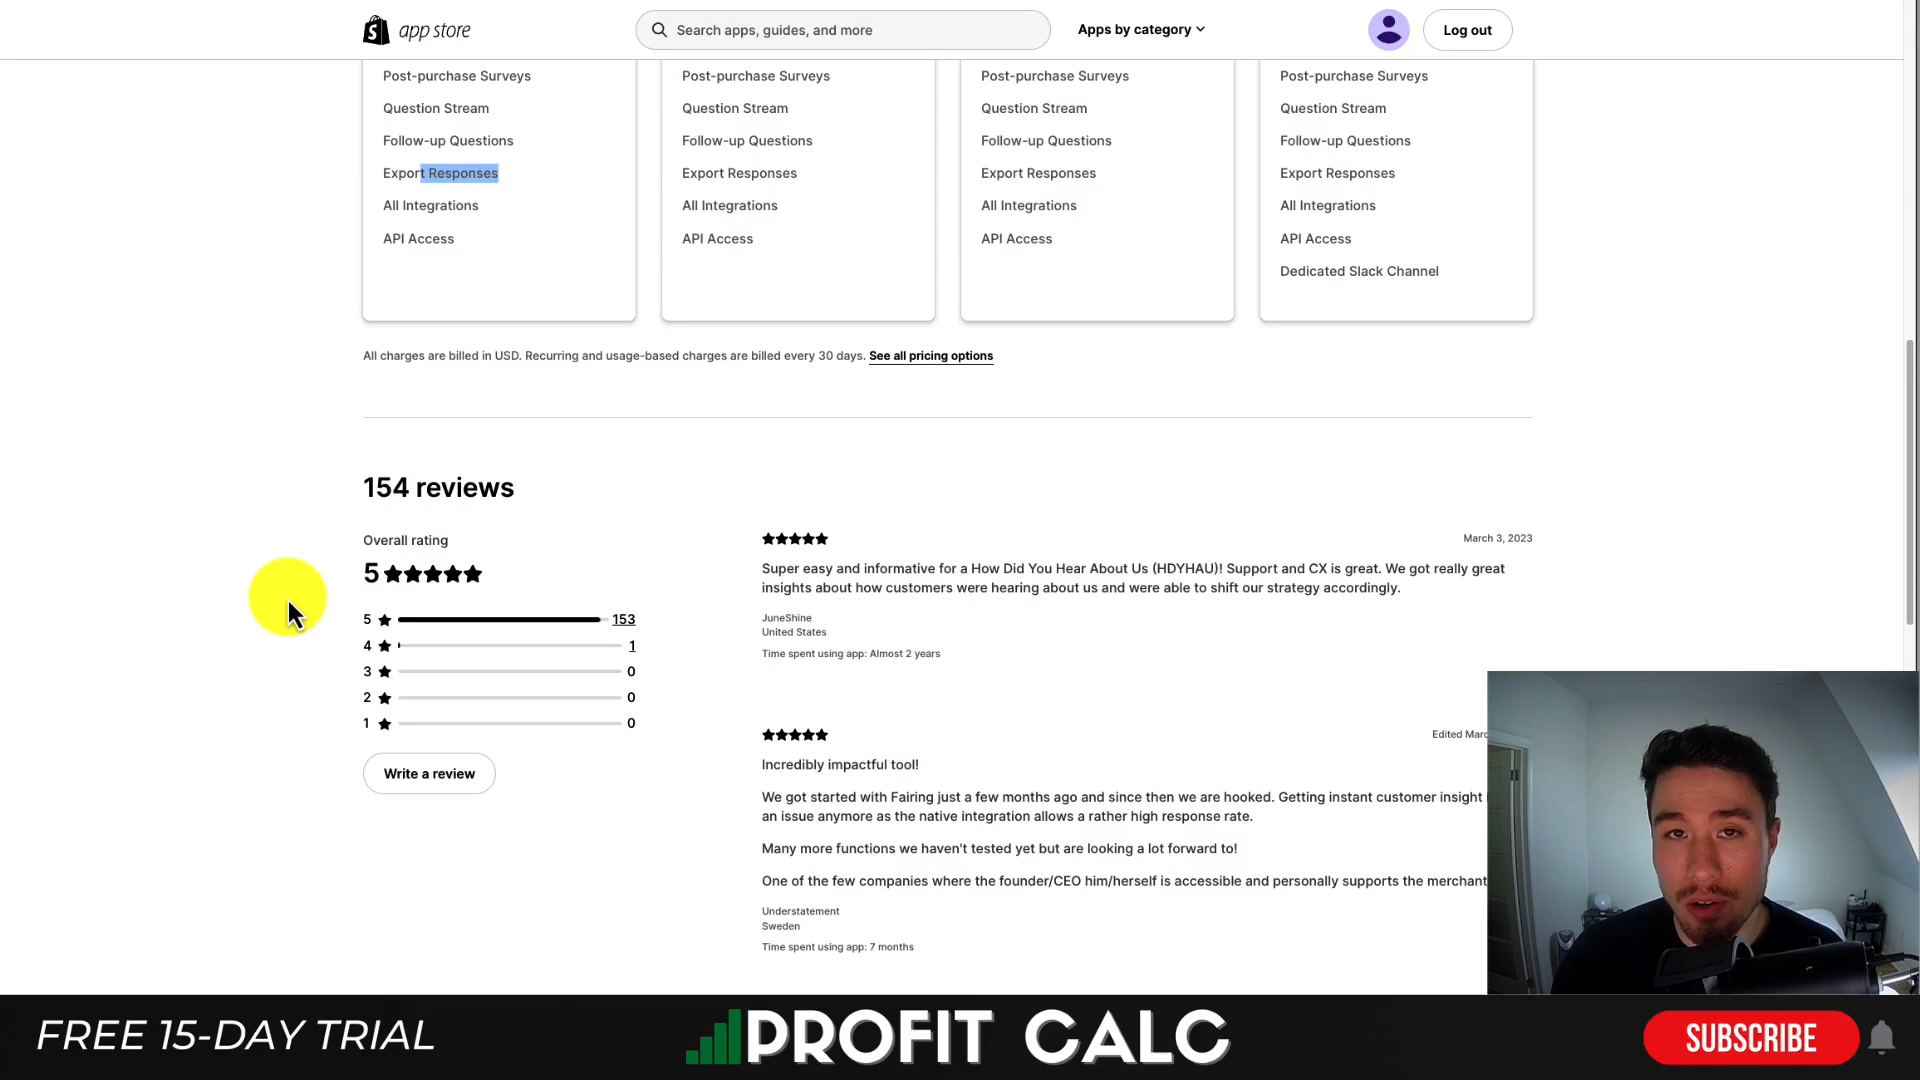 app store
Search apps, guides, and more
Apps by category
Log out
Post-purchase Surveys
Question Stream
Follow-up Questions
Export Responses
All Integrations
API Access
Post-purchase Surveys
Question Stream
Follow-up Questions
Export Responses
All Integrations
API Access
Post-purchase Surveys
Question Stream
Follow-up Questions
Export Responses
All Integrations
API Access
Post-purchase Surveys
Question Stream
Follow-up Questions
Export Responses
All Integrations
API Access
Dedicated Slack Channel
All charges are billed in USD. Recurring and usage-based charges are billed every 30 days. See all pricing options
154 reviews
Overall rating
5
5 153
4 1
3 0
2 0
1 0
Write a review
March 3, 2023
Super easy and informative for a How Did You Hear About Us (HDYHAU)! Support and CX is great. We got really great
insights about how customers were hearing about us and were able to shift our strategy accordingly.
JuneShine
United States
Time spent using app: Almost 2 years
Edited
Incredibly impactful tool!
We got started with Fairing just a few months ago and since then we are hooked. Getting instant customer insight
an issue anymore as the native integration allows a rather high response rate.
Many more functions we haven't tested yet but are looking a lot forward to!
One of the few companies where the founder/CEO him/herself is accessible and personally supports the merchant
Understatement
Sweden
Time spent using app: 7 months
FREE 15-DAY TRIAL
PROFIT CALC
SUBSCRIBE